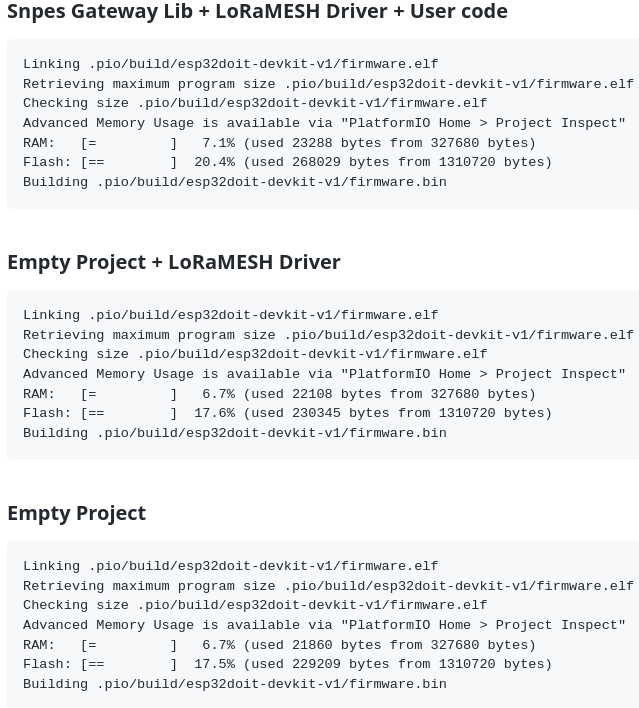 Snpes Gateway Lib + LoRaMESH Driver + User code
Linking .pio/build/esp32doit-devkit-v1/firmware.elf
Retrieving maximum program size .pio/build/esp32doit-devkit-v1/firmware.elf
Checking size .pio/build/esp32doit-devkit-v1/firmware.elf
Advanced Memory Usage is available via "PlatformIO Home > Project Inspect"
RAM:   [=         ]   7.1% (used 23288 bytes from 327680 bytes)
Flash: [==        ]  20.4% (used 268029 bytes from 1310720 bytes)
Building .pio/build/esp32doit-devkit-v1/firmware.bin
Empty Project + LoRaMESH Driver
Linking .pio/build/esp32doit-devkit-v1/firmware.elf
Retrieving maximum program size .pio/build/esp32doit-devkit-v1/firmware.elf
Checking size .pio/build/esp32doit-devkit-v1/firmware.elf
Advanced Memory Usage is available via "PlatformIO Home > Project Inspect"
RAM:   [=         ]   6.7% (used 22108 bytes from 327680 bytes)
Flash: [==        ]  17.6% (used 230345 bytes from 1310720 bytes)
Building .pio/build/esp32doit-devkit-v1/firmware.bin
Empty Project
Linking .pio/build/esp32doit-devkit-v1/firmware.elf
Retrieving maximum program size .pio/build/esp32doit-devkit-v1/firmware.elf
Checking size .pio/build/esp32doit-devkit-v1/firmware.elf
Advanced Memory Usage is available via "PlatformIO Home > Project Inspect"
RAM:   [=         ]   6.7% (used 21860 bytes from 327680 bytes)
Flash: [==        ]  17.5% (used 229209 bytes from 1310720 bytes)
Building .pio/build/esp32doit-devkit-v1/firmware.bin